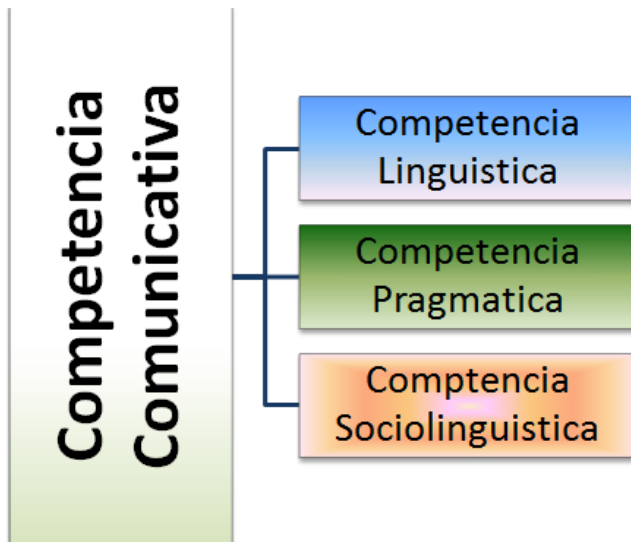 Competencia
Comunicativa
Competencia
Linguistica
Competencia
Pragmatica
Comptencia
Sociolinguistica